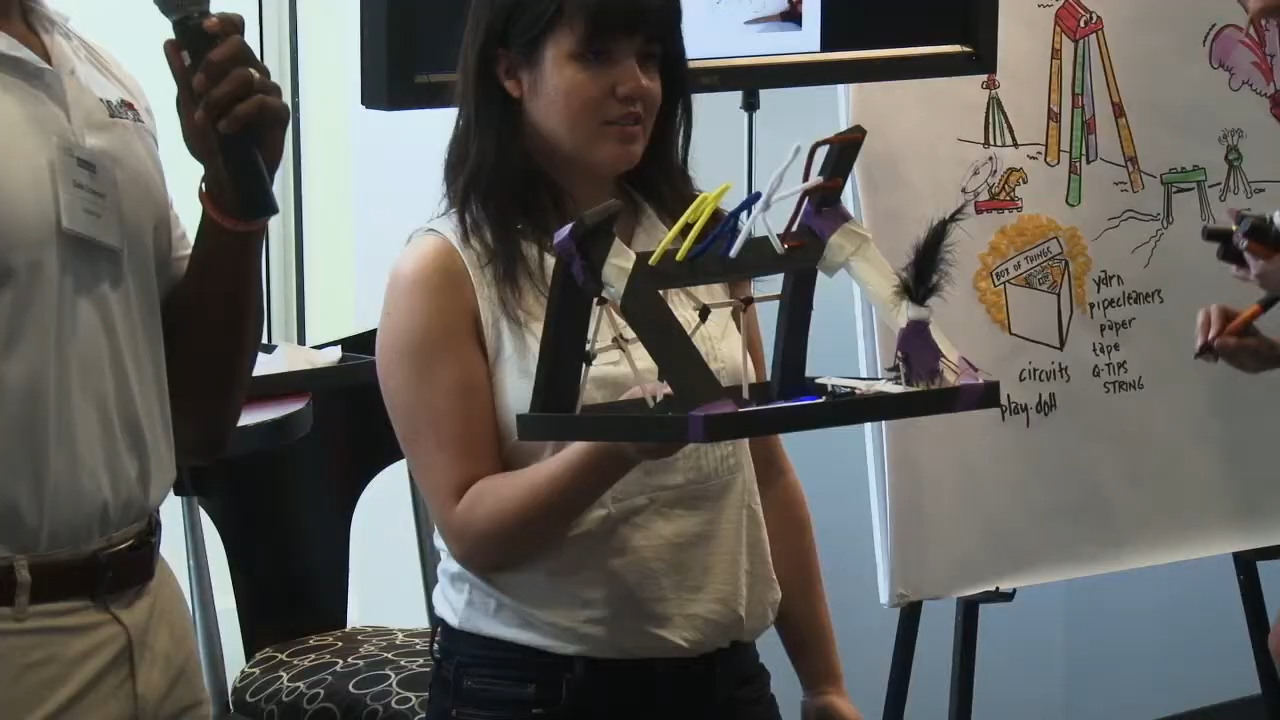 BOX OF THINGS
yarn
pipecleaners
paper
tape
Q-TIPS
STRING
circuits
play-doh